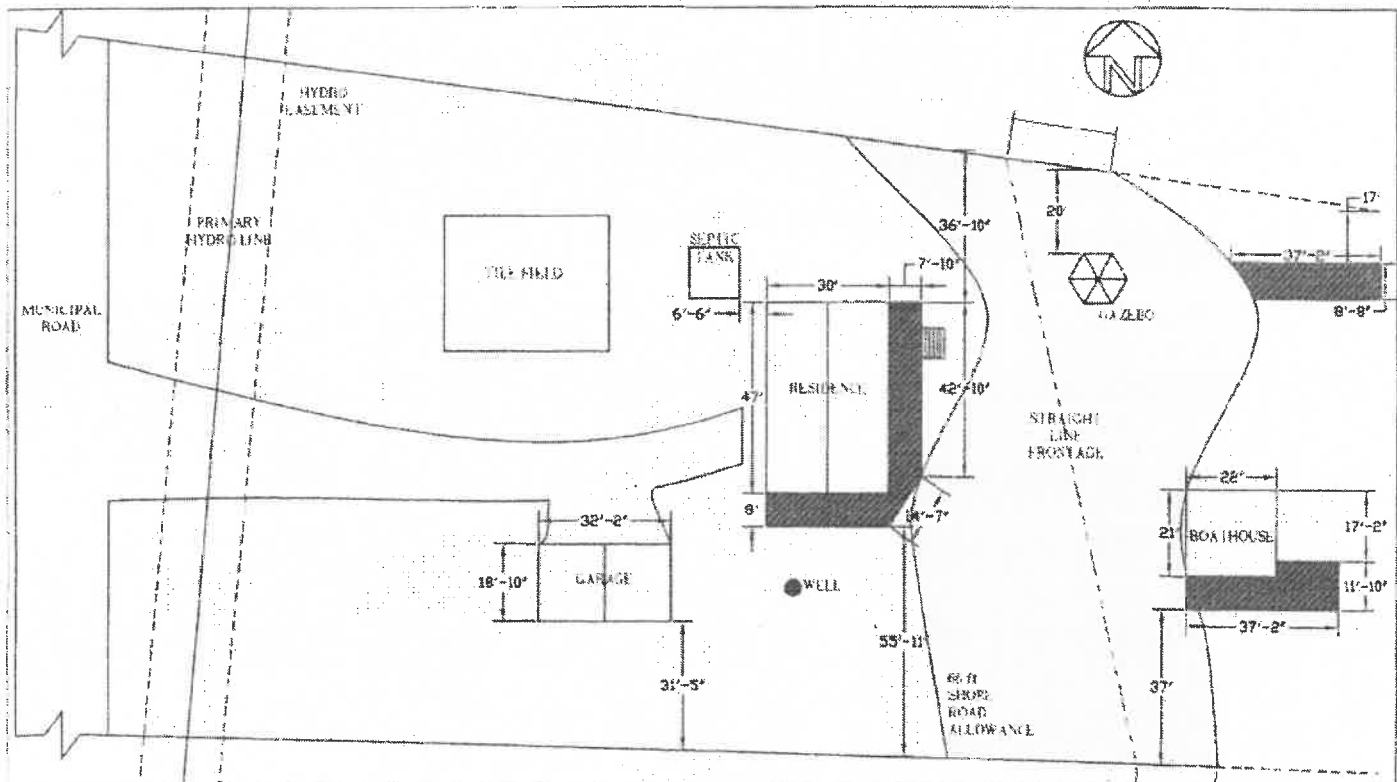 N
HYDRO
EASEMENT
17'
20'
36'-10"
PRIMARY
HYDRO LINE
SEPTIC
TANK
37'-2"
7'-10"
TILE FIELD
30'
MUNICIPAL
ROAD
6'-6"
GAZEBO
8'-8"
RESIDENCE
42'-10"
47'
STRAIGHT
LINE
FRONTAGE
22'
8'
14'-7"
32'-2"
21'
BOATHOUSE
17'-2"
18'-10"
GARAGE
WELL
11'-10"
37'-2"
55'-11"
31'-5"
66 ft
SHORE
ROAD
ALLOWANCE
37'